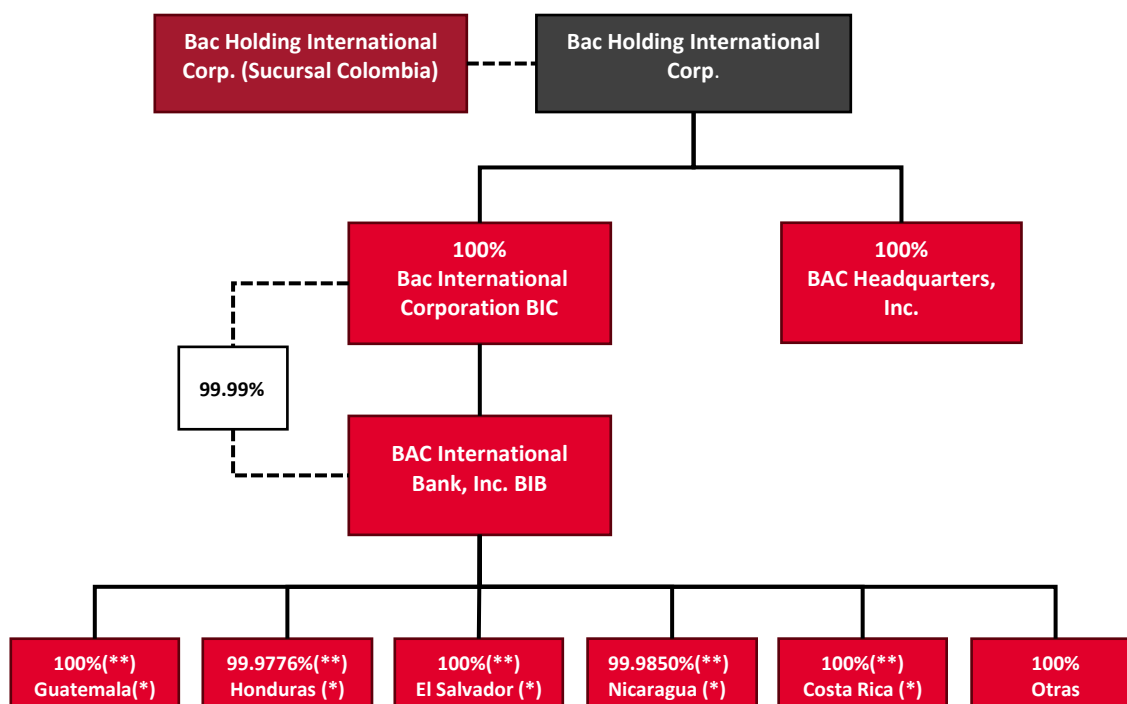 Bac Holding International
Corp. (Sucursal Colombia)
Bac Holding International
Corp.
100%
Bac International
Corporation BIC
100%
BAC Headquarters,
Inc.
99.99%
BAC International
Bank, Inc. BIB
100%(**)
Guatemala(*)
99.9776%(**)
Honduras (*)
100%(**)
El Salvador (*)
99.9850%(**)
Nicaragua (*)
100%(**)
Costa Rica (*)
100%
Otras